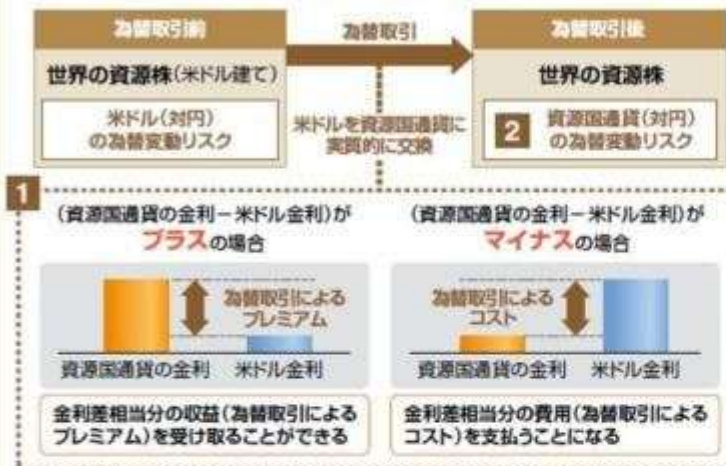 為替取引前
為替取引
為替取引後
世界の資源株(米ドル建て)
世界の資源株
米ドル(対円)
の為替変動リスク
米ドルを資源国通貨に
実質的に交換
2
資源国通貨(対円)
の為替変動リスク
1
(資源国通貨の金利-米ドル金利)が
プラスの場合
(資源国通貨の金利-米ドル金利)が
マイナスの場合
為替取引による
プレミアム
為替取引による
コスト
資源国通貨の金利
米ドル金利
資源国通貨の金利
米ドル金利
金利差相当分の収益(為替取引による
プレミアム)を受け取ることができる
金利差相当分の費用(為替取引による
コスト)を支払うことになる